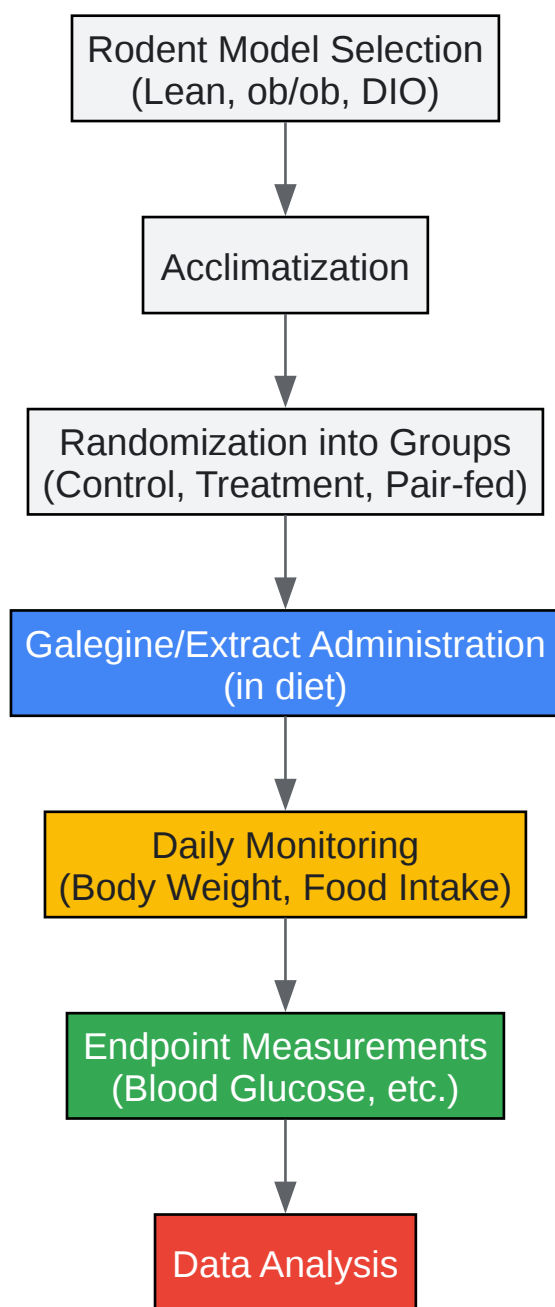 Rodent Model Selection
(Lean, ob/ob, DIO)
Acclimatization
Randomization into Groups
(Control, Treatment, Pair-fed)
Galegine/Extract Administration
(in diet)
Daily Monitoring
(Body Weight, Food Intake)
Endpoint Measurements
(Blood Glucose, etc.)
Data Analysis